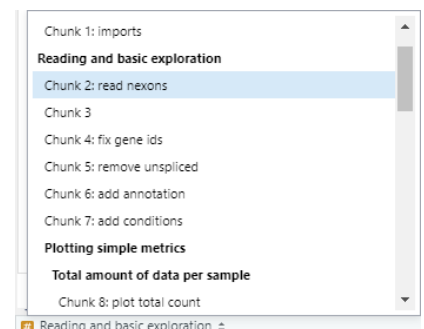 Chunk 1: imports
Reading and basic exploration
Chunk 2: read nexons
Chunk 3
Chunk 4: fix gene ids
Chunk 5: remove unspliced
Chunk 6: add annotation
Chunk 7: add conditions
Plotting simple metrics
Total amount of data per sample
Chunk 8: plot total count
# Reading and basic exploration